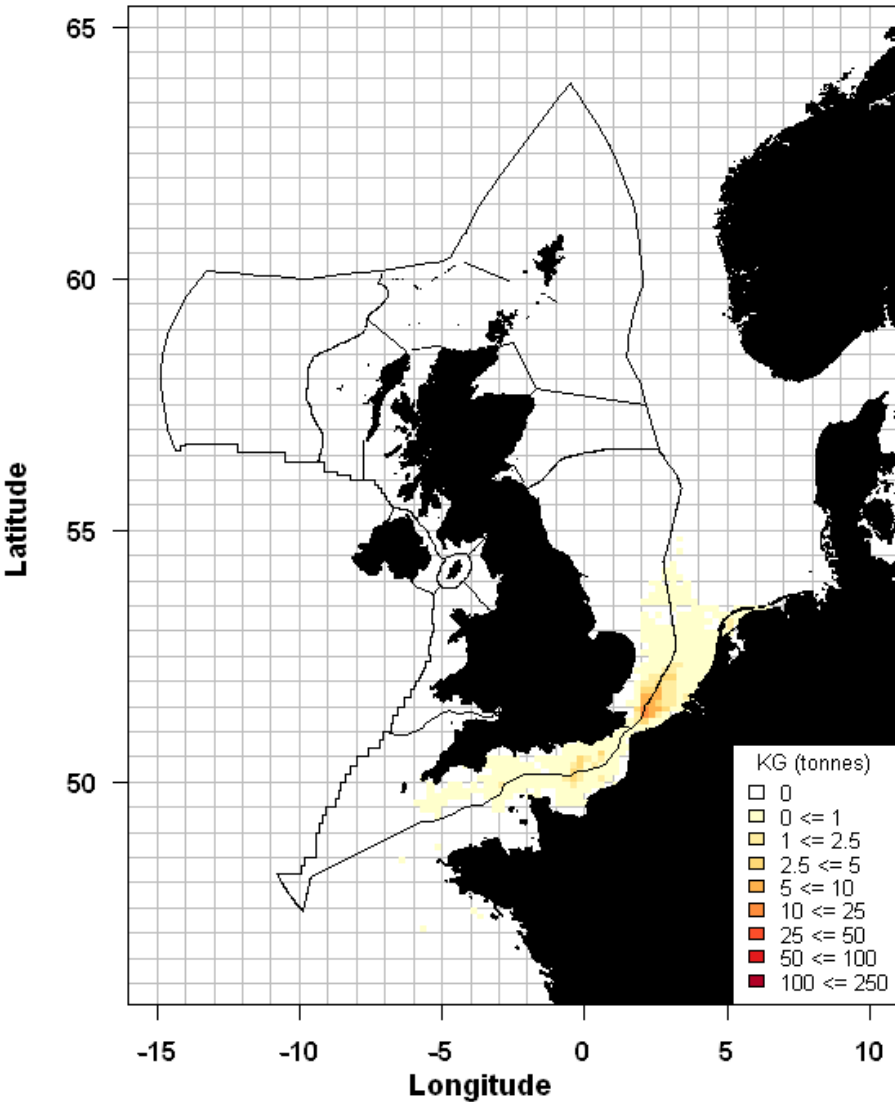 65
60
55
50
Latitude
KG (tonnes)
0
0 <= 1
1 <= 2.5
2.5 <= 5
5 <= 10
10 <= 25
25 <= 50
50 <= 100
100 <= 250
-15 -10 -5 0 5 10
Longitude